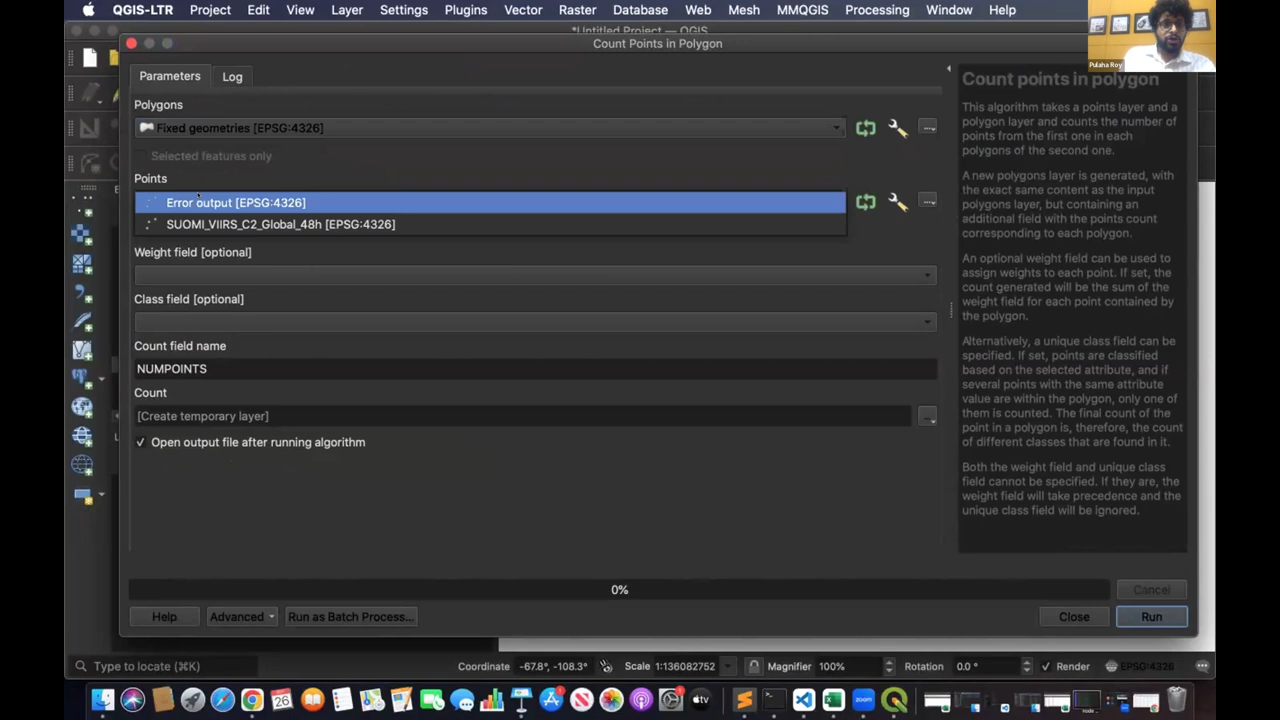 QGIS-LTR Project Edit View Layer Settings Plugins Vector Raster Database Web Mesh MMQGIS Processing Window Help
*Untitled Project — QGIS
Count Points in Polygon
Pulaha Roy
Parameters
Log
Polygons
Fixed geometries [EPSG:4326]
Selected features only
Points
Error output [EPSG:4326]
SUOMI_VIIRS_C2_Global_48h [EPSG:4326]
Weight field [optional]
Class field [optional]
Count field name
NUMPOINTS
Count
[Create temporary layer]
Open output file after running algorithm
Count points in polygon
This algorithm takes a points layer and a
polygon layer and counts the number of
points from the first one in each
polygons of the second one.
A new polygons layer is generated, with
the exact same content as the input
polygons layer, but containing an
additional field with the points count
corresponding to each polygon.
An optional weight field can be used to
assign weights to each point. If set, the
count generated will be the sum of the
weight field for each point contained by
the polygon.
Alternatively, a unique class field can be
specified. If set, points are classified
based on the selected attribute, and if
several points with the same attribute
value are within the polygon, only one of
them is counted. The final count of the
point in a polygon is, therefore, the count
of different classes that are found in it.
Both the weight field and unique class
field cannot be specified. If they are, the
weight field will take precedence and the
unique class field will be ignored.
0%
Cancel
Help
Advanced
Run as Batch Process...
Close
Run
Type to locate (⌘K)
Coordinate -67.8°, -108.3°
Scale 1:136082752
Magnifier 100%
Rotation 0.0 °
Render
EPSG:4326
26
tv
zoom